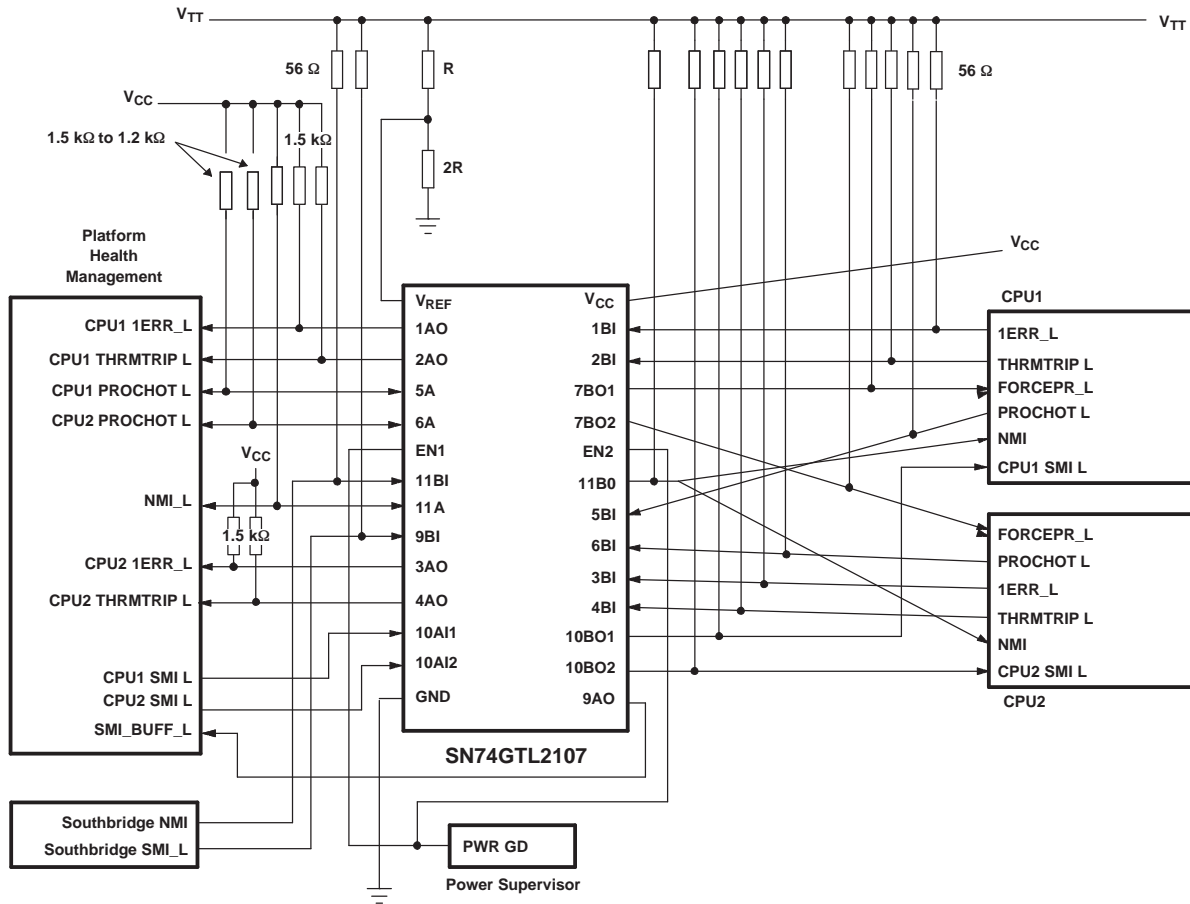 VTT
VTT
56 Ω
R
56 Ω
VCC
1.5 kΩ to 1.2 kΩ
1.5 kΩ
2R
Platform
Health
Management
VCC
CPU1
VREF
VCC
CPU1 1ERR_L
1AO
1BI
1ERR_L
CPU1 THRMTRIP L
2AO
2BI
THRMTRIP L
CPU1 PROCHOT L
5A
7BO1
FORCEPR_L
PROCHOT L
CPU2 PROCHOT L
6A
7BO2
NMI
VCC
EN1
EN2
CPU1 SMI L
11BI
11B0
NMI_L
11A
5BI
1.5 kΩ
9BI
6BI
FORCEPR_L
PROCHOT L
CPU2 1ERR_L
3AO
3BI
1ERR_L
CPU2 THRMTRIP L
4AO
4BI
THRMTRIP L
10AI1
10BO1
NMI
CPU1 SMI L
10AI2
10BO2
CPU2 SMI L
CPU2 SMI L
GND
9AO
CPU2
SMI_BUFF_L
SN74GTL2107
Southbridge NMI
Southbridge SMI_L
PWR GD
Power Supervisor